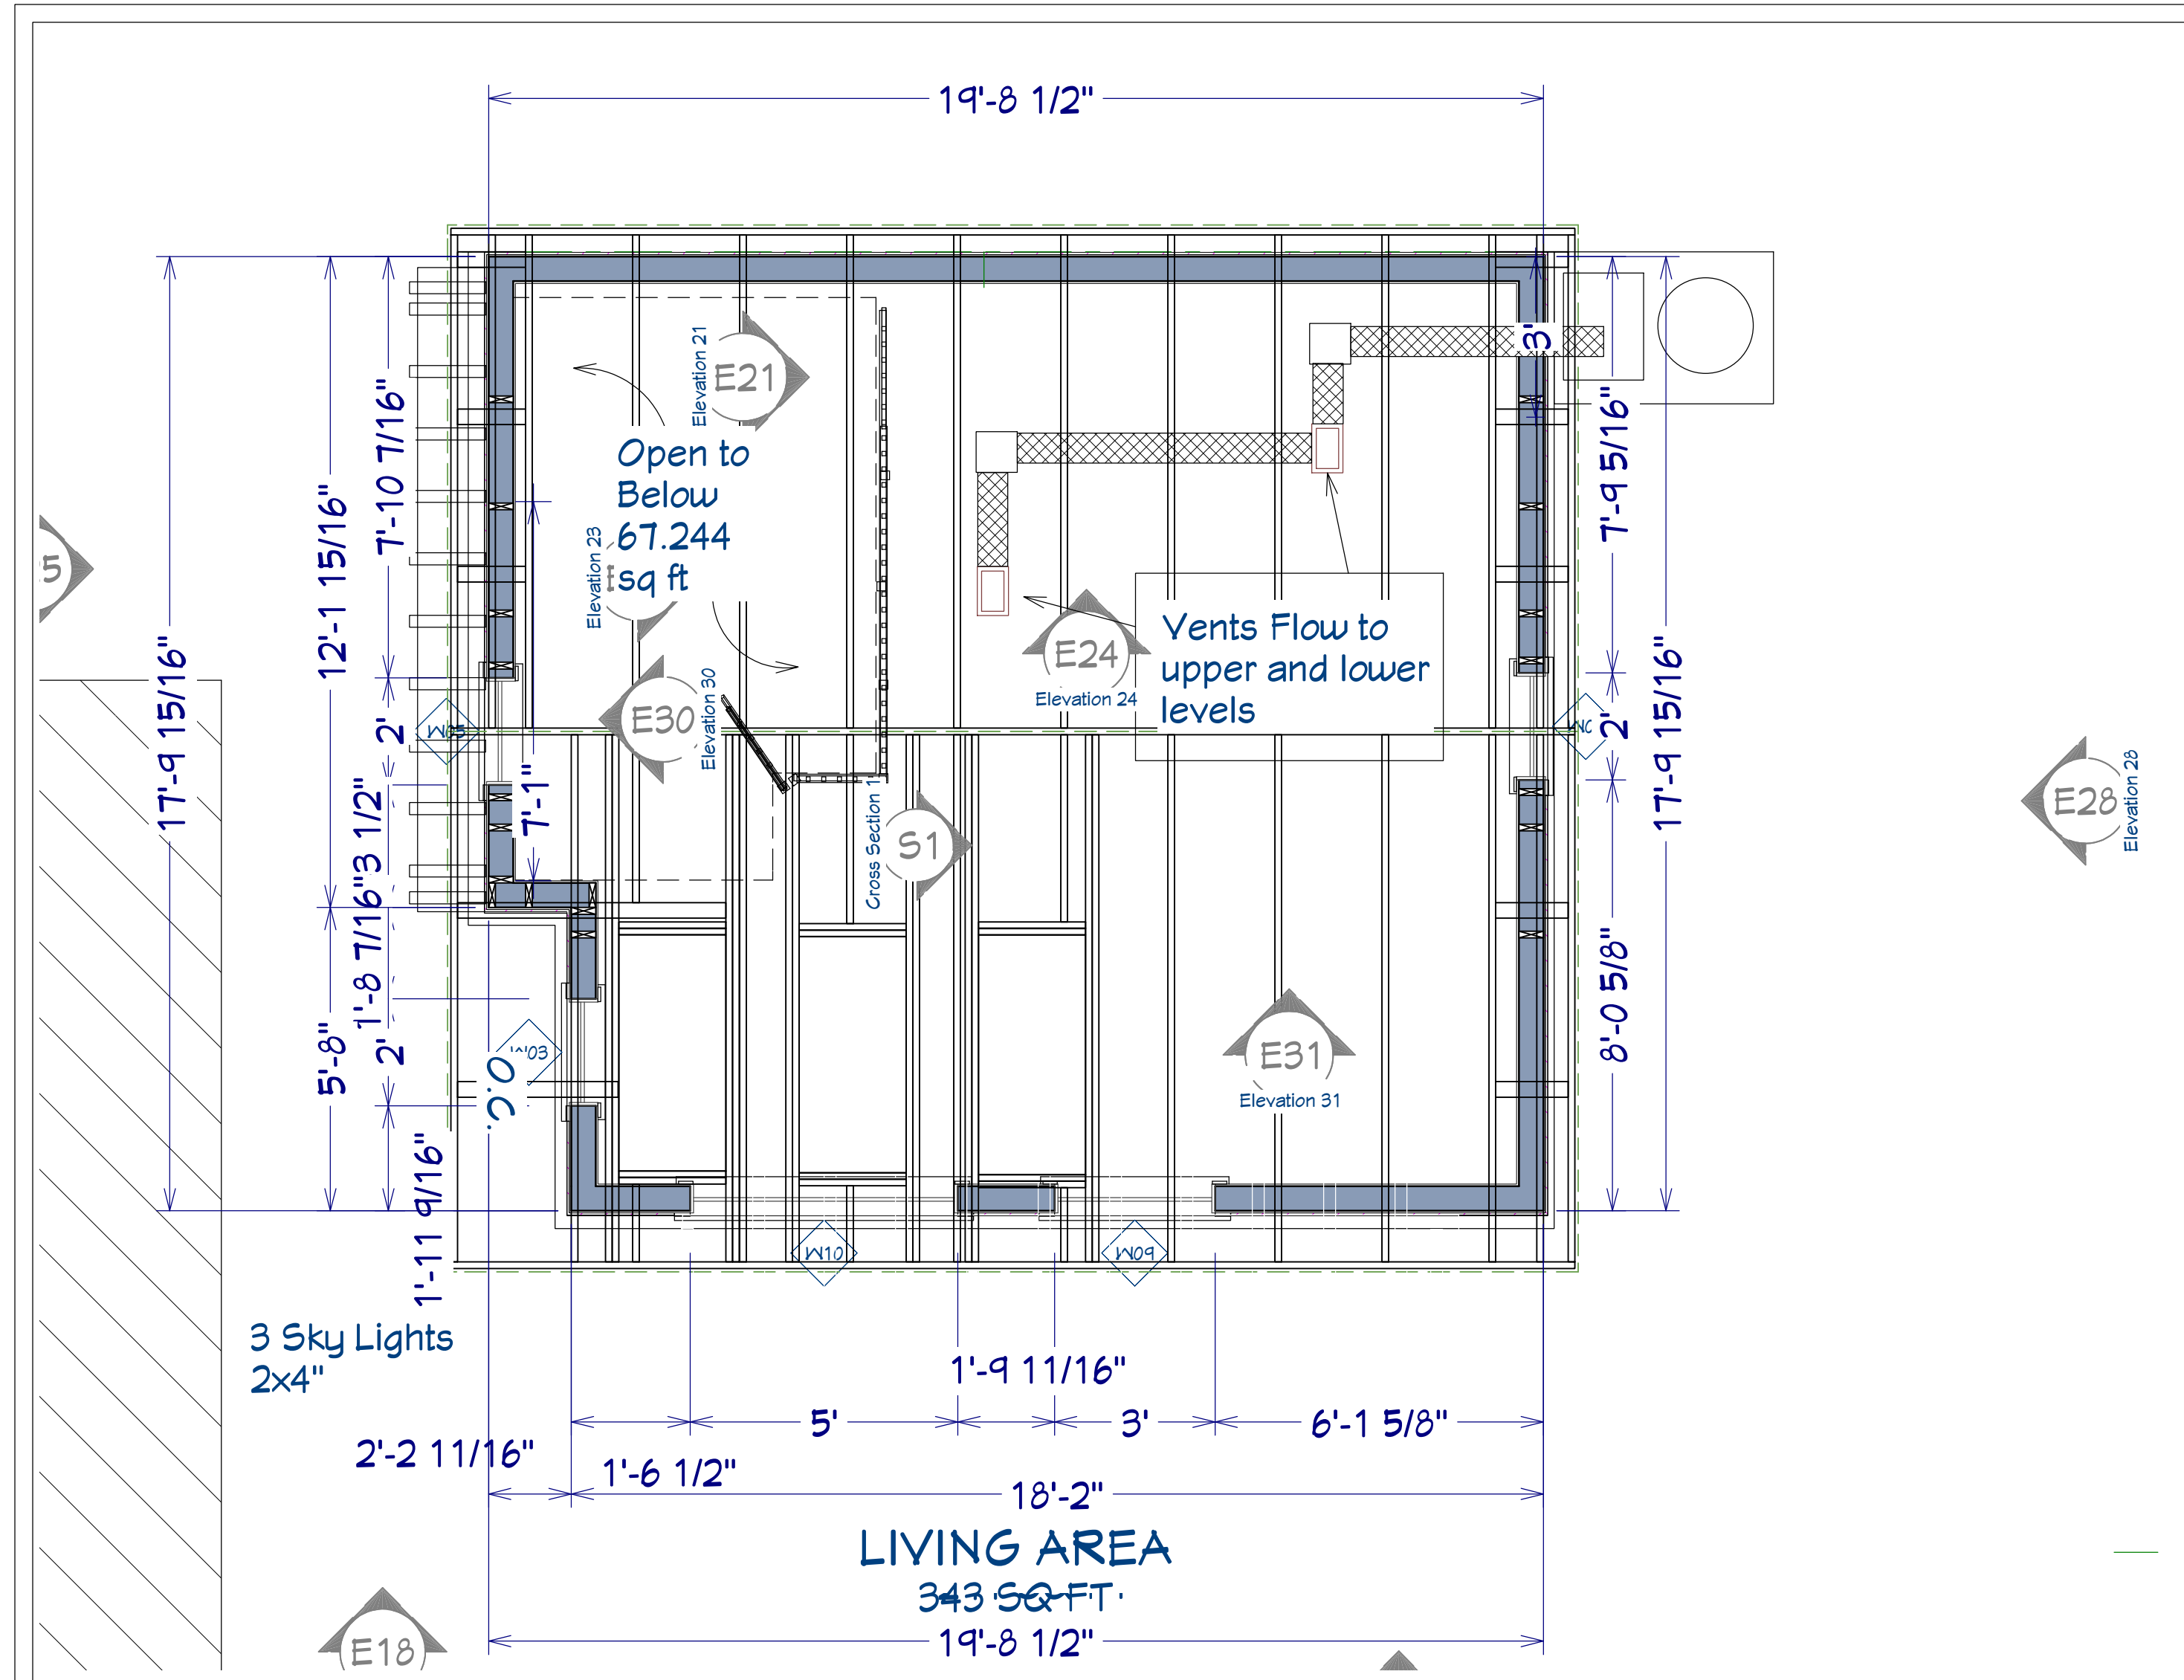 19'-8 1/2"
Elevation 21
E21
3'
7'-10 7/16"
7'-9 5/16"
12'-1 15/16"
Open to
Below
67.244
sq ft
Elevation 23
5
Vents Flow to
upper and lower
levels
E24
Elevation 24
E30
Elevation 30
17'-9 15/16"
17'-9 15/16"
W05
2'
2'
7'-1"
3 1/2"
Cross Section 1
S1
E28
Elevation 28
1'-8 7/16"
5'-8"
2'
W03
O.C.
8'-0 5/8"
E31
Elevation 31
1'-11 9/16"
W10
W09
3 Sky Lights
2x4"
1'-9 11/16"
5'
3'
6'-1 5/8"
2'-2 11/16"
1'-6 1/2"
18'-2"
LIVING AREA
343 SQ FT
19'-8 1/2"
E18